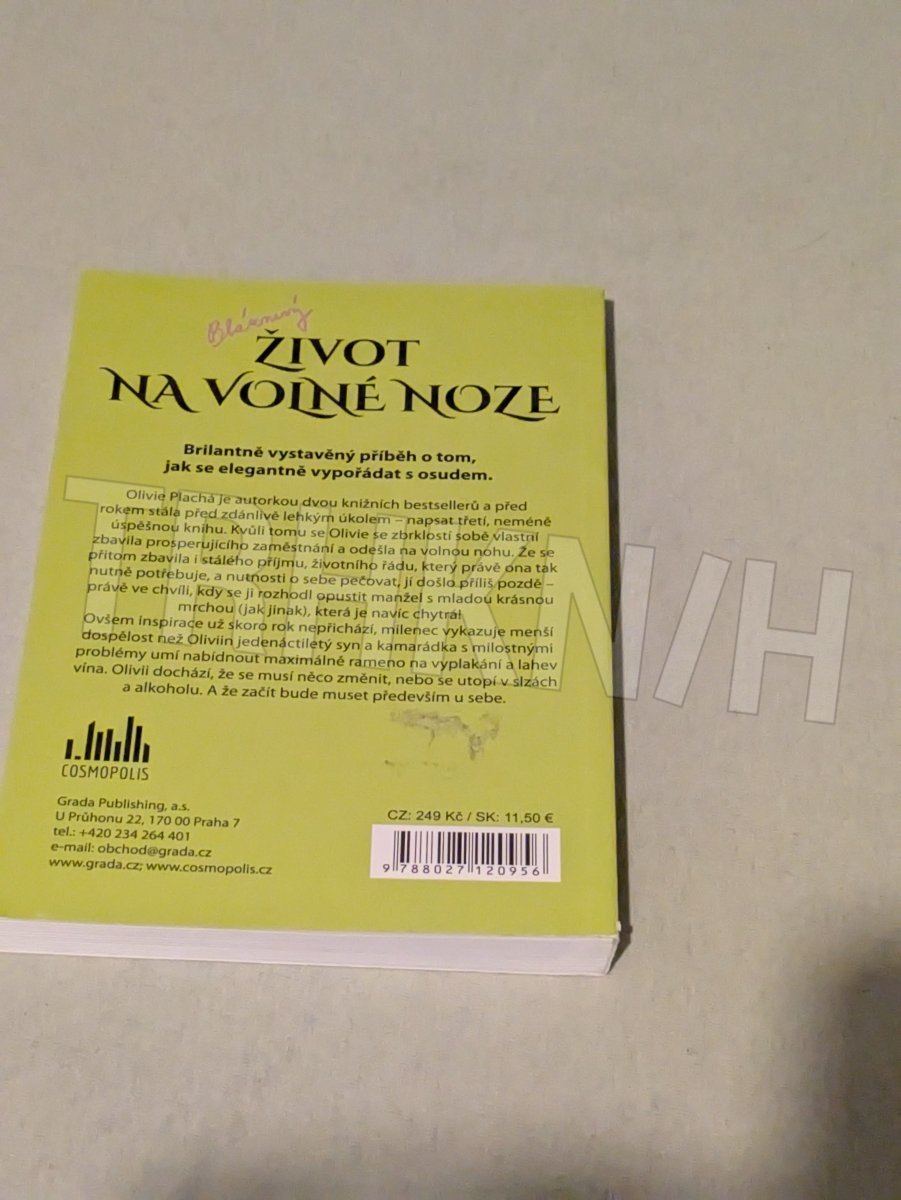 Bláznivý
ŽIVOT
NA VOLNÉ NOZE
Brilantně vystavěný příběh o tom,
jak se elegantně vypořádat s osudem.
Olivie Plachá je autorkou dvou knižních bestsellerů a před
rokem stála před zdánlivě lehkým úkolem – napsat třetí, neméně
úspěšnou knihu. Kvůli tomu se Olivie se zbrklostí sobě vlastní
zbavila prosperujícího zaměstnání a odešla na volnou nohu. Že se
přitom zbavila i stálého příjmu, životního řádu, který právě ona tak
nutně potřebuje, a nutnosti o sebe pečovat, jí došlo příliš pozdě –
právě ve chvíli, kdy se ji rozhodl opustit manžel s mladou krásnou
mrchou (jak jinak), která je navíc chytrá!
Ovšem inspirace už skoro rok nepřichází, milenec vykazuje menší
dospělost než Oliviin jedenáctiletý syn a kamarádka s milostnými
problémy umí nabídnout maximálně rameno na vyplakání a lahev
vína. Olivii dochází, že se musí něco změnit, nebo se utopí v slzách
a alkoholu. A že začít bude muset především u sebe.
COSMOPOLIS
Grada Publishing, a.s.
U Průhonu 22, 170 00 Praha 7
tel.: +420 234 264 401
e-mail: obchod@grada.cz
www.grada.cz; www.cosmopolis.cz
CZ: 249 Kč / SK: 11,50 €
9 788027 120956